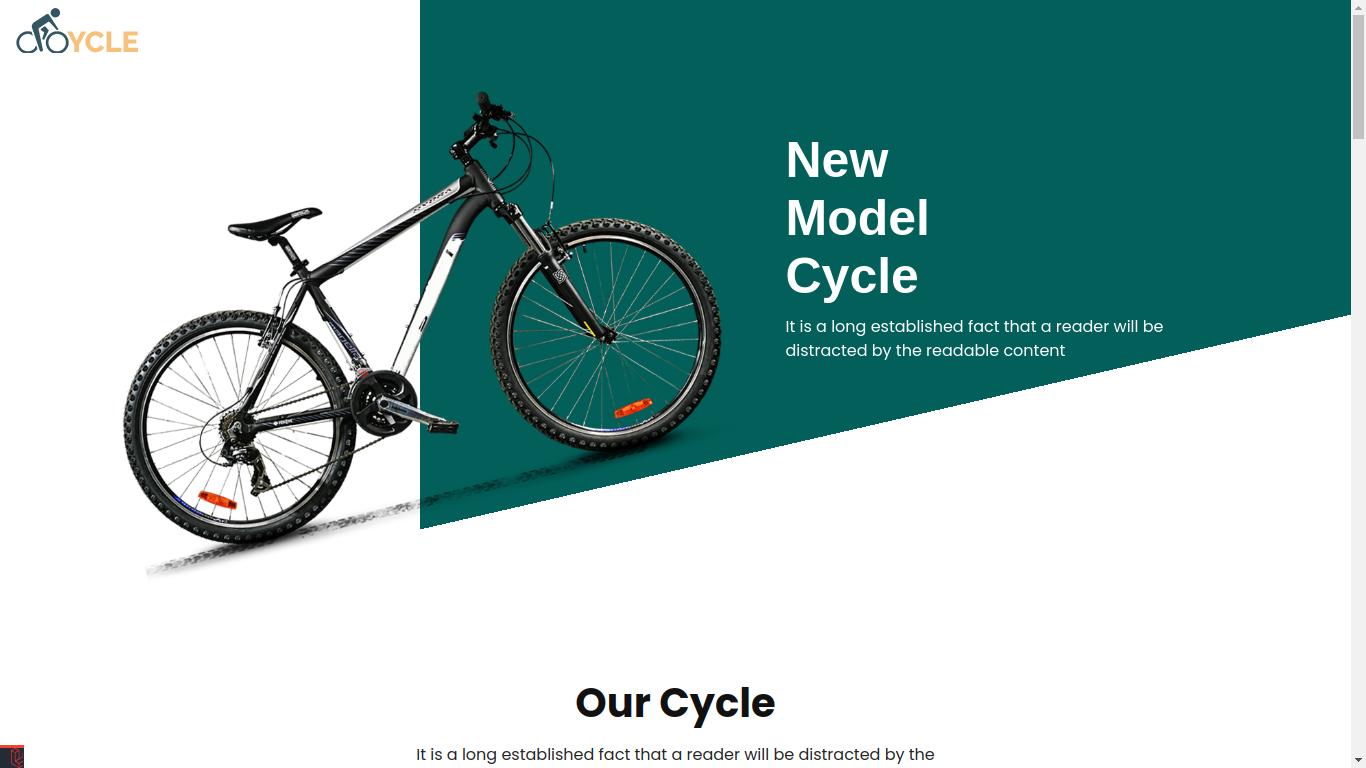 YCLE
New
Model
Cycle
It is a long established fact that a reader will be
distracted by the readable content
Our Cycle
It is a long established fact that a reader will be distracted by the